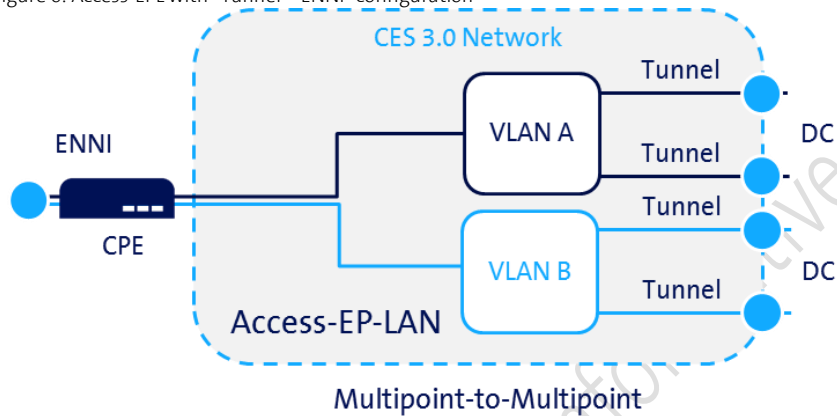 CES 3.0 Network
Tunnel
ENNI
VLAN A
DC
Tunnel
Tunnel
CPE
VLAN B
DC
Tunnel
Access-EP-LAN
Multipoint-to-Multipoint